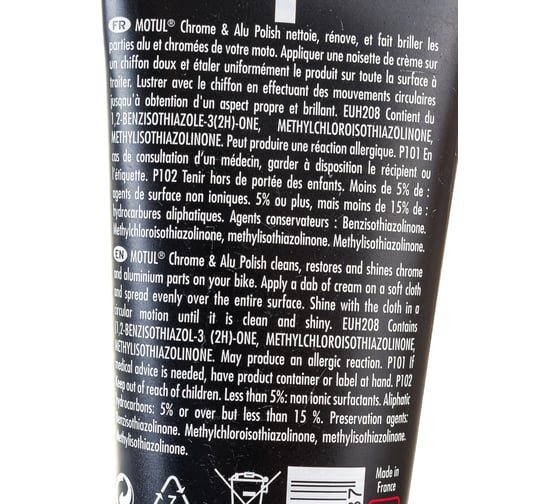 FR MOTUL® Chrome & Alu Polish nettoie, rénove, et fait briller les
parties alu et chromées de votre moto. Appliquer une noisette de crème sur
un chiffon doux et étaler uniformément le produit sur toute la surface à
traiter. Lustrer avec le chiffon en effectuant des mouvements circulaires
jusqu'à obtention d'un aspect propre et brillant. EUH208 Contient du
1,2-BENZISOTHIAZOLE-3(2H)-ONE, METHYLCHLOROISOTHIAZOLINONE,
METHYLISOTHIAZOLINONE. Peut produire une réaction allergique. P101 En
cas de consultation d'un médecin, garder à disposition le récipient ou
l'étiquette. P102 Tenir hors de portée des enfants. Moins de 5% de :
agents de surface non ioniques. 5% ou plus, mais moins de 15% de :
hydrocarbures aliphatiques. Agents conservateurs : Benzisothiazolinone.
Methylchloroisothiazolinone, methylisothiazolinone. Methylisothiazolinone.
EN MOTUL® Chrome & Alu Polish cleans, restores and shines chrome
and aluminium parts on your bike. Apply a dab of cream on a soft cloth
and spread evenly over the entire surface. Shine with the cloth in a
circular motion until it is clean and shiny. EUH208 Contains
1,2-BENZISOTHIAZOL-3 (2H)-ONE, METHYLCHLOROISOTHIAZOLINONE,
METHYLISOTHIAZOLINONE. May produce an allergic reaction. P101 If
medical advice is needed, have product container or label at hand. P102
Keep out of reach of children. Less than 5%: non ionic surfactants. Aliphatic
hydrocarbons: 5% or over but less than 15 %. Preservation agents:
Benzisothiazolinone. Methylchloroisothiazolinone, methylisothiazolinone.
Methylisothiazolinone.
Made in
France